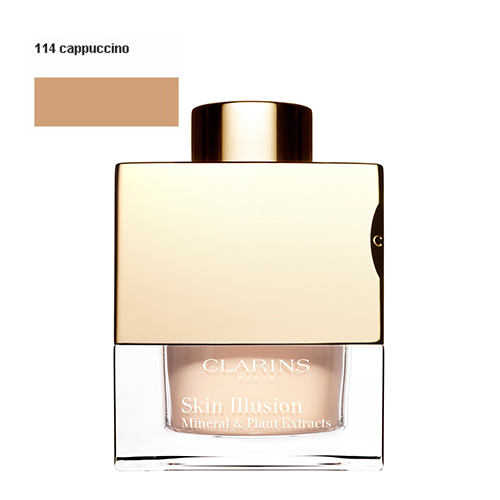 114 cappuccino
C
CLARINS
PARIS
Skin Illusion
Mineral & Plant Extracts